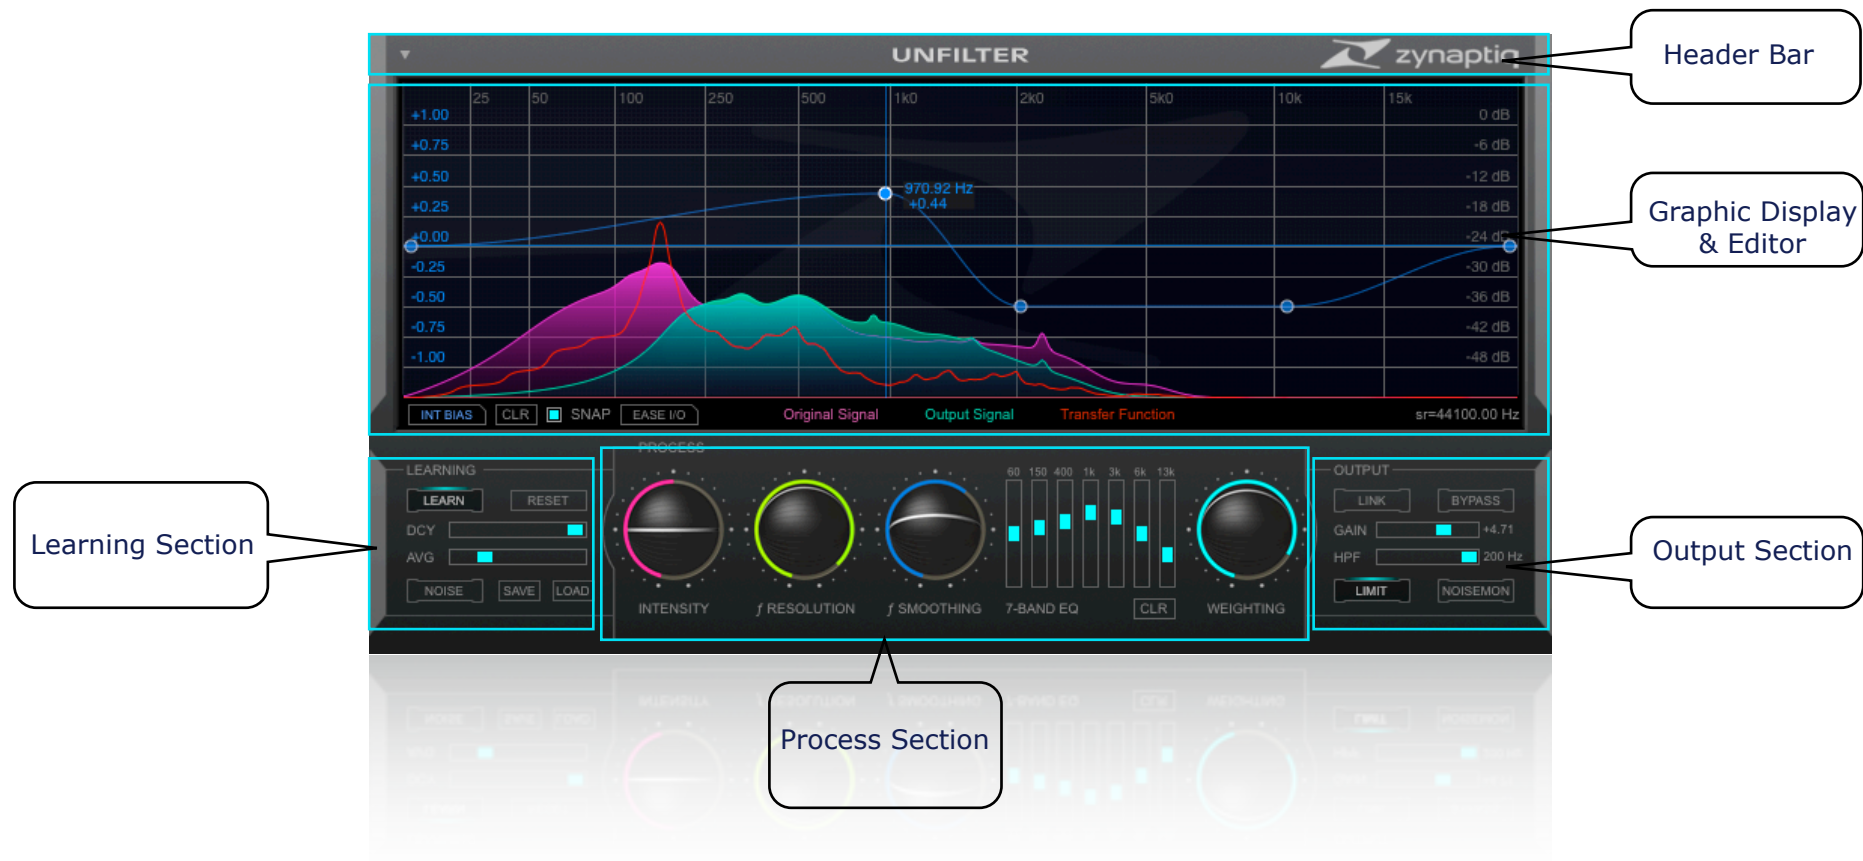 UNFILTER
zynaptiq
Header Bar
25 50 100 250 500 1k0 2k0 5k0 10k 15k
+1.00 0 dB
+0.75 -6 dB
+0.50 -12 dB
970.92 Hz
+0.44
+0.25 -18 dB
+0.00 -24 dB
-0.25 -30 dB
-0.50 -36 dB
-0.75 -42 dB
-1.00 -48 dB
Graphic Display
& Editor
INT BIAS CLR SNAP EASE I/O Original Signal Output Signal Transfer Function sr=44100.00 Hz
PROCESS
LEARNING
LEARN RESET
DCY
AVG
NOISE SAVE LOAD
Learning Section
60 150 400 1k 3k 6k 13k
INTENSITY ƒ RESOLUTION ƒ SMOOTHING 7-BAND EQ CLR WEIGHTING
OUTPUT
LINK BYPASS
GAIN +4.71
HPF 200 Hz
LIMIT NOISEMON
Output Section
Process Section